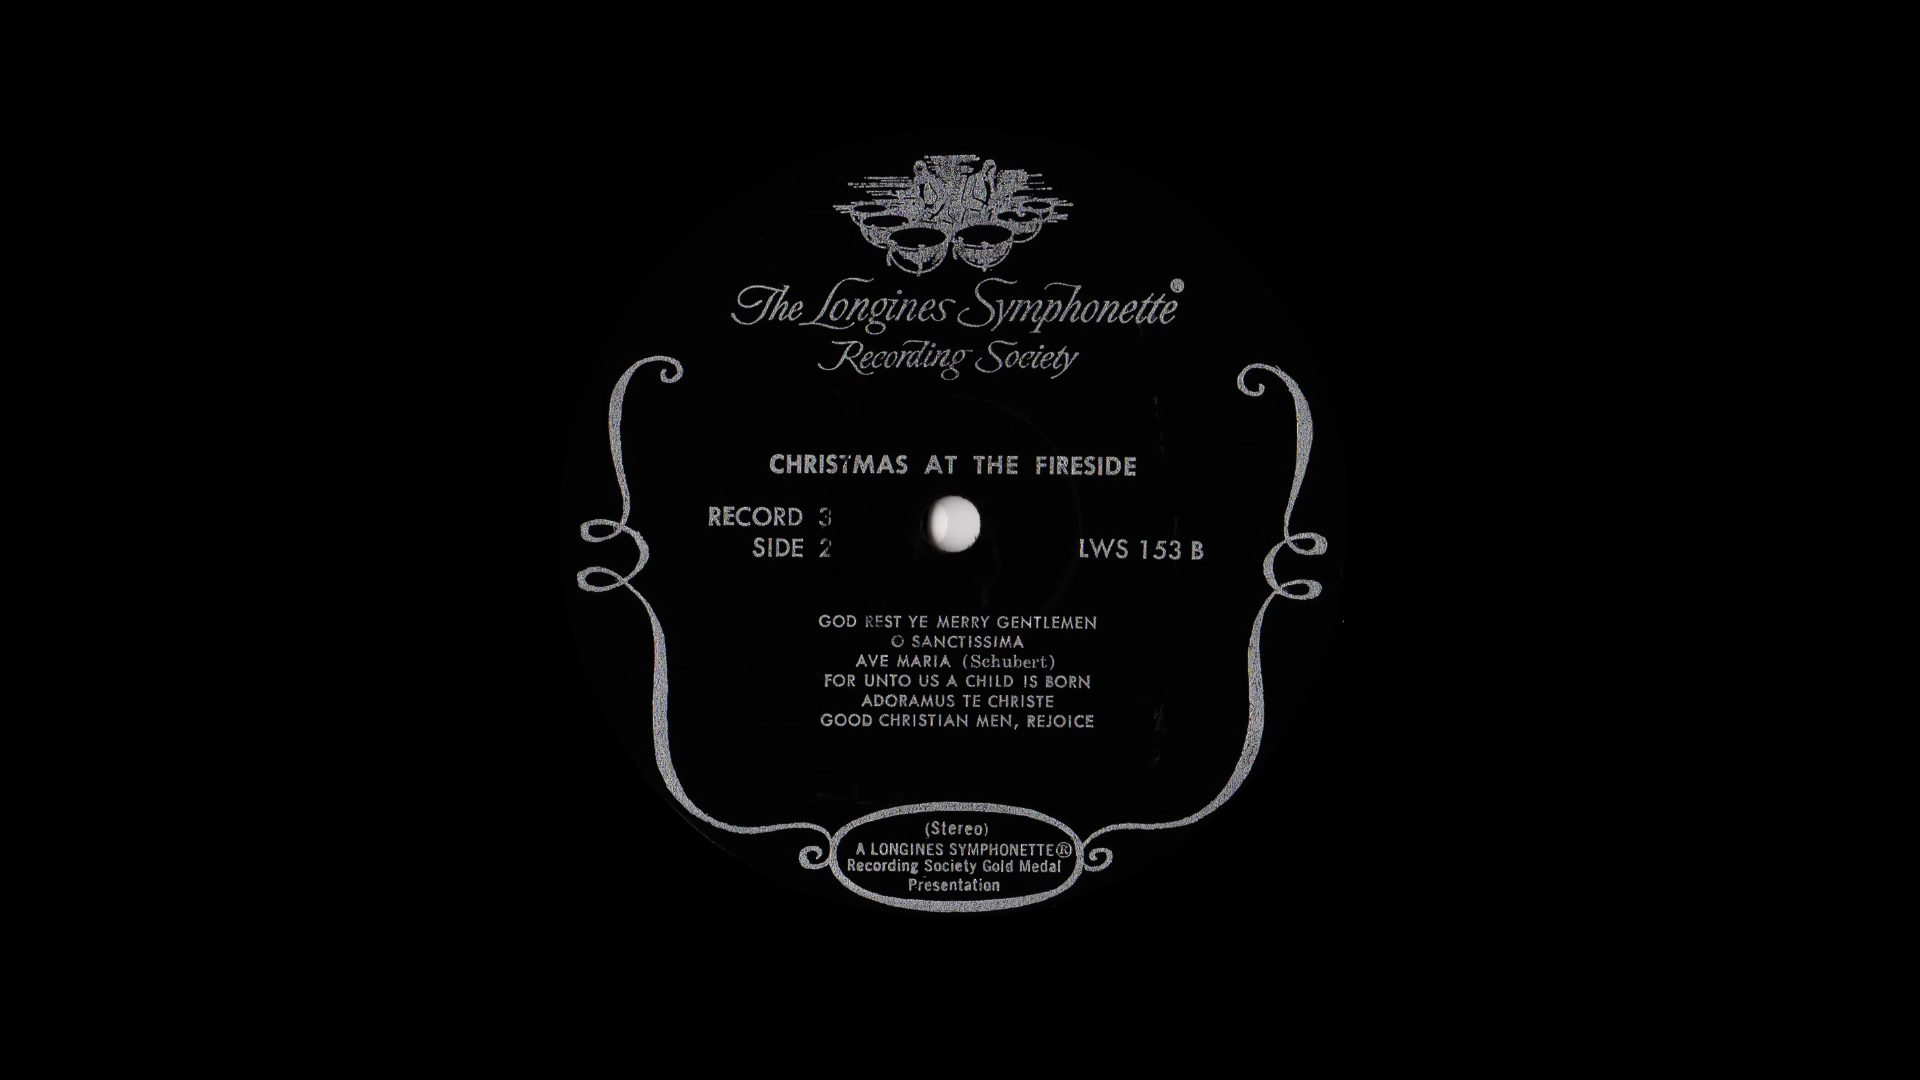 The Longines Symphonette®
Recording Society
CHRISTMAS AT THE FIRESIDE
RECORD 3
SIDE 2
LWS 153 B
GOD REST YE MERRY GENTLEMEN
O SANCTISSIMA
AVE MARIA (Schubert)
FOR UNTO US A CHILD IS BORN
ADORAMUS TE CHRISTE
GOOD CHRISTIAN MEN, REJOICE
(Stereo)
A LONGINES SYMPHONETTE®
Recording Society Gold Medal
Presentation